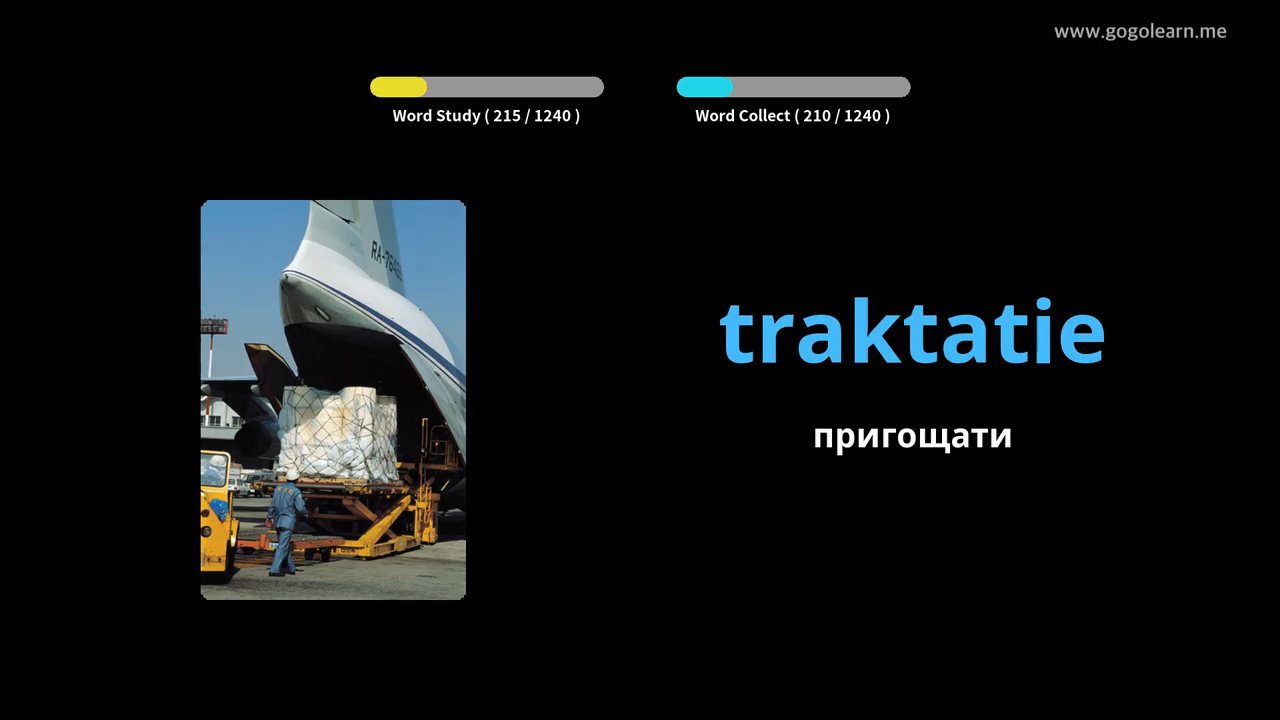 www.gogolearn.me
Word Study ( 215 / 1240 )
Word Collect ( 210 / 1240 )
traktatie
пригощати